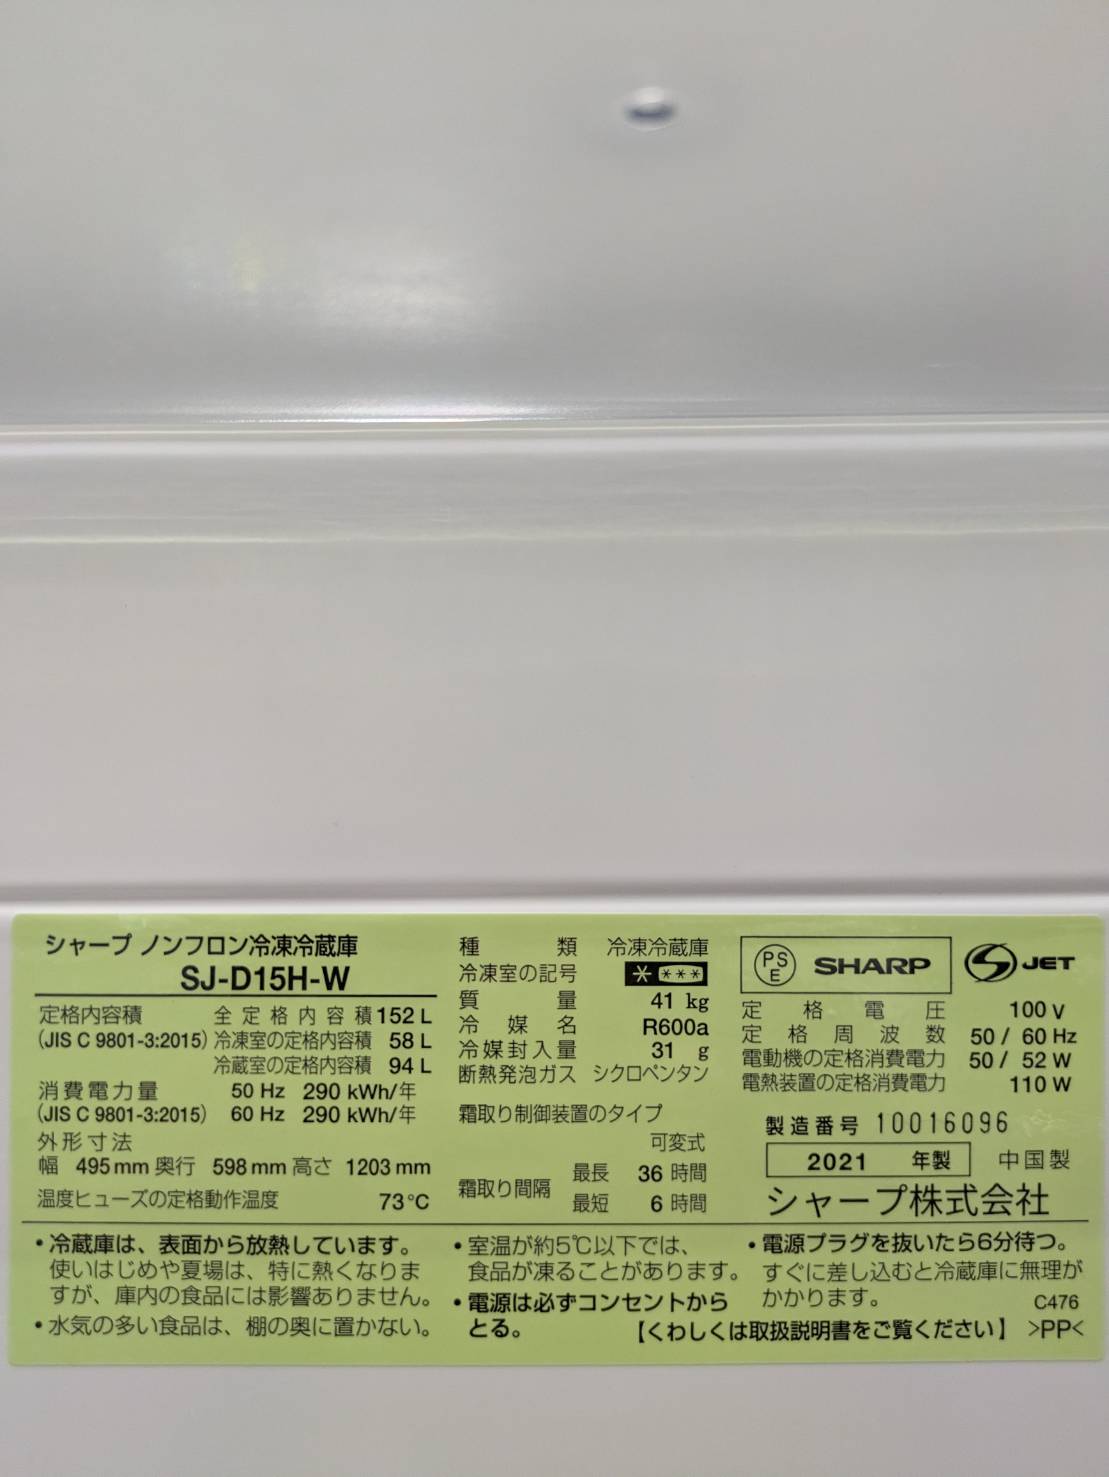 シャープ ノンフロン冷凍冷蔵庫
SJ-D15H-W
定格内容積 全定格内容積 152 L
(JIS C 9801-3:2015) 冷凍室の定格内容積 58 L
冷蔵室の定格内容積 94 L
消費電力量 50 Hz 290 kWh/年
(JIS C 9801-3:2015) 60 Hz 290 kWh/年
外形寸法
幅 495 mm 奥行 598 mm 高さ 1203 mm
温度ヒューズの定格動作温度 73℃
種類 冷凍冷蔵庫
冷凍室の記号 * ***
質量 41 kg
冷媒名 R600a
冷媒封入量 31 g
断熱発泡ガス シクロペンタン
霜取り制御装置のタイプ
可変式
霜取り間隔 最長 36 時間
最短 6 時間
PS E SHARP S JET
定格電圧 100 V
定格周波数 50 / 60 Hz
電動機の定格消費電力 50 / 52 W
電熱装置の定格消費電力 110 W
製造番号 10016096
2021 年製 中国製
シャープ株式会社
・冷蔵庫は、表面から放熱しています。
使いはじめや夏場は、特に熱くなりま
すが、庫内の食品には影響ありません。
・水気の多い食品は、棚の奥に置かない。
・室温が約5℃以下では、
食品が凍ることがあります。
・電源は必ずコンセントから
とる。
・電源プラグを抜いたら6分待つ。
すぐに差し込むと冷蔵庫に無理が
かかります。 C476
【くわしくは取扱説明書をご覧ください】 >PP<